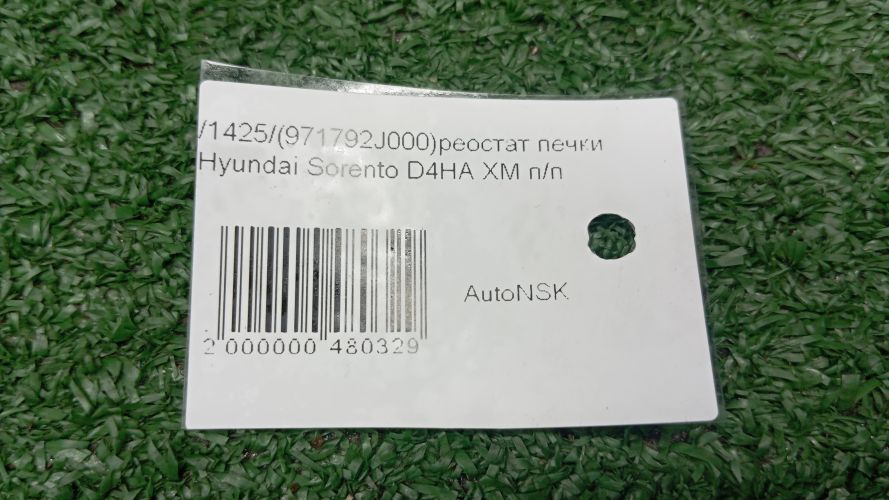 /1425/(971792J000)реостат печки
Hyundai Sorento D4HA XM п/п
AutoNSK
2 000000 480329